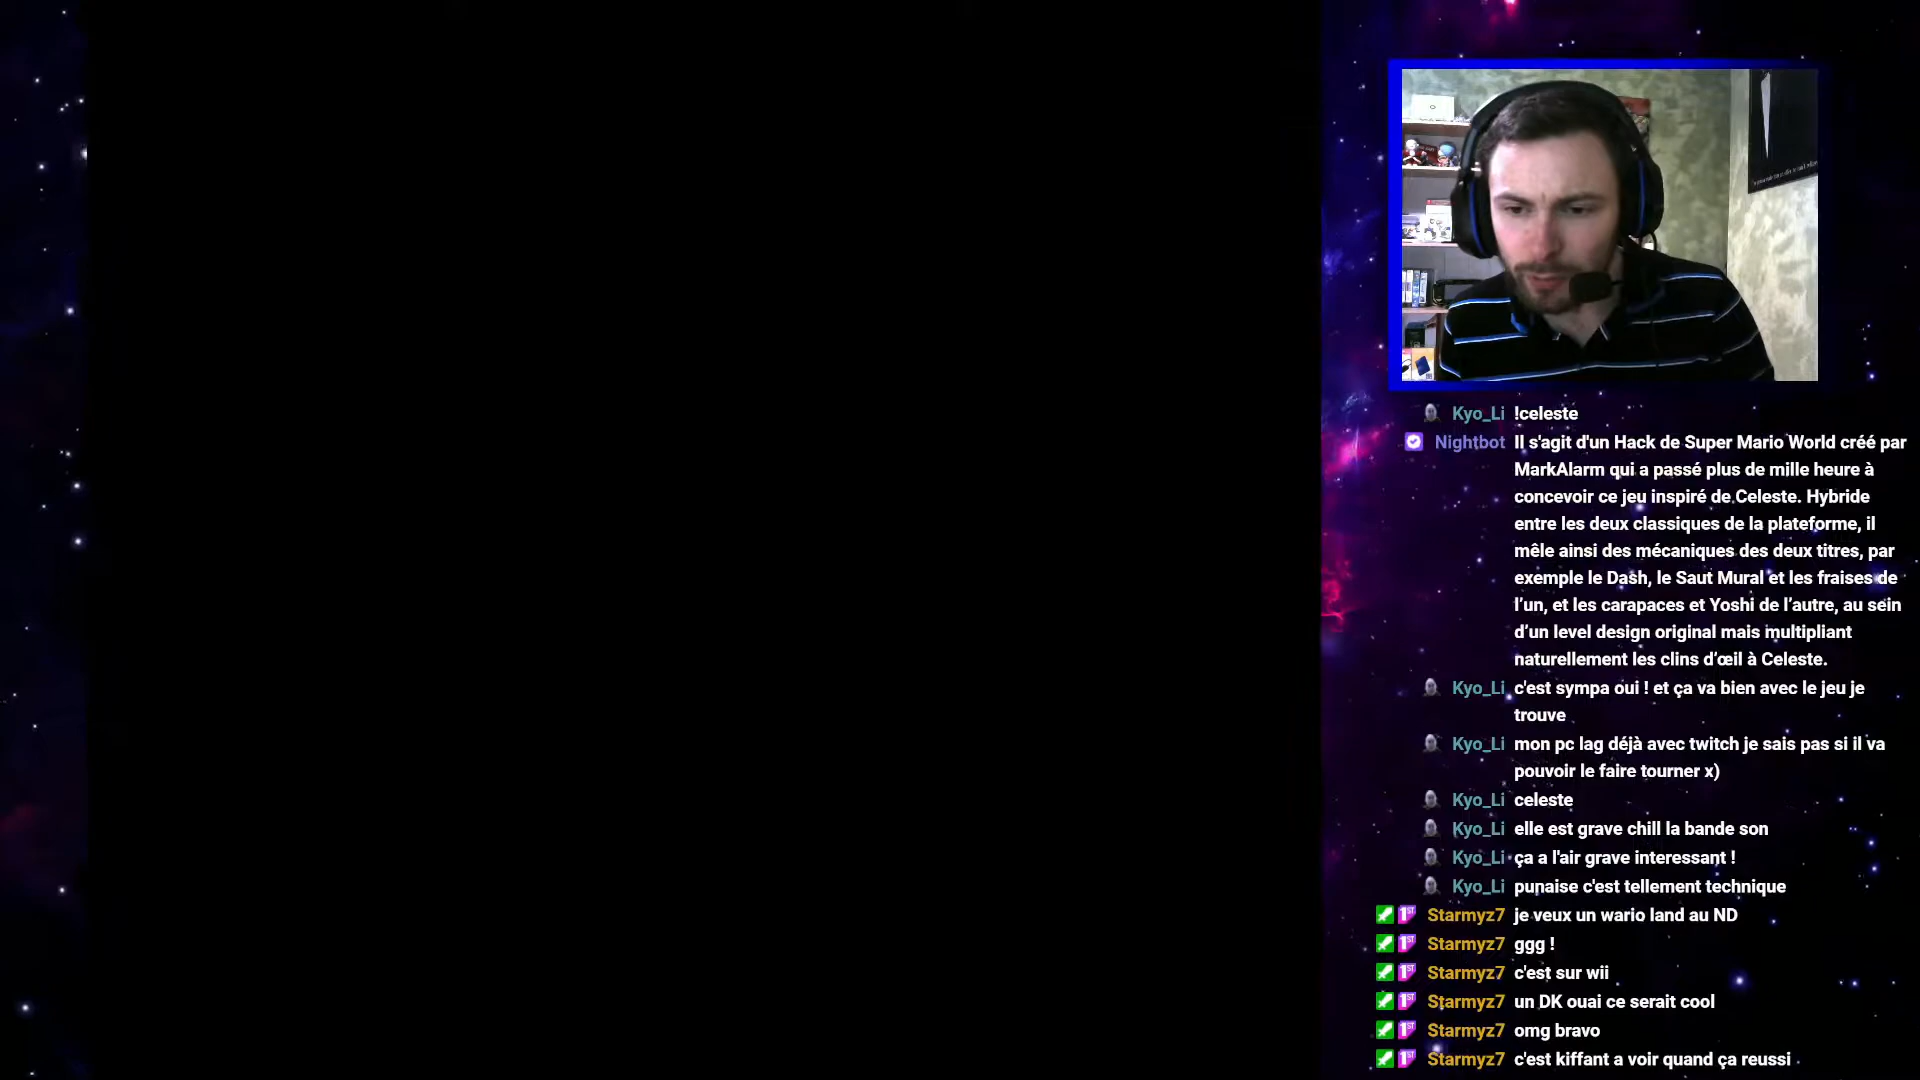 Kyo_Li !celeste
Nightbot Il s'agit d'un Hack de Super Mario World créé par
MarkAlarm qui a passé plus de mille heure à
concevoir ce jeu inspiré de Celeste. Hybride
entre les deux classiques de la plateforme, il
mêle ainsi des mécaniques des deux titres, par
exemple le Dash, le Saut Mural et les fraises de
l’un, et les carapaces et Yoshi de l’autre, au sein
d’un level design original mais multipliant
naturellement les clins d’œil à Celeste.
Kyo_Li c'est sympa oui ! et ça va bien avec le jeu je
trouve
Kyo_Li mon pc lag déjà avec twitch je sais pas si il va
pouvoir le faire tourner x)
Kyo_Li celeste
Kyo_Li elle est grave chill la bande son
Kyo_Li ça a l'air grave interessant !
Kyo_Li punaise c'est tellement technique
1ST Starmyz7 je veux un wario land au ND
1ST Starmyz7 ggg !
1ST Starmyz7 c'est sur wii
1ST Starmyz7 un DK ouai ce serait cool
1ST Starmyz7 omg bravo
1ST Starmyz7 c'est kiffant a voir quand ça reussi